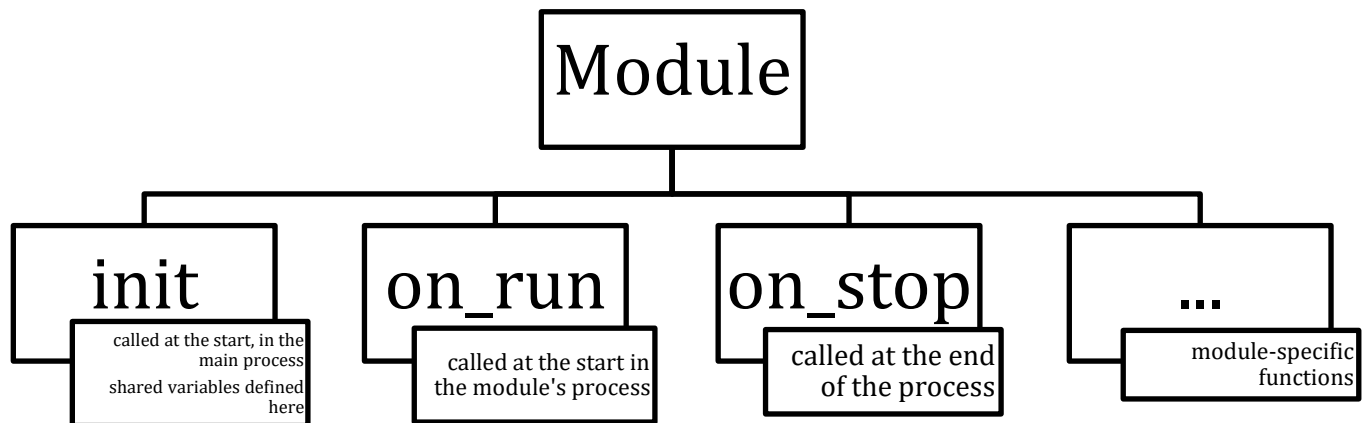 Module
init
called at the start, in the
main process
shared variables defined
here
on_run
called at the start in
the module's process
on_stop
called at the end
of the process
...
module-specific
functions